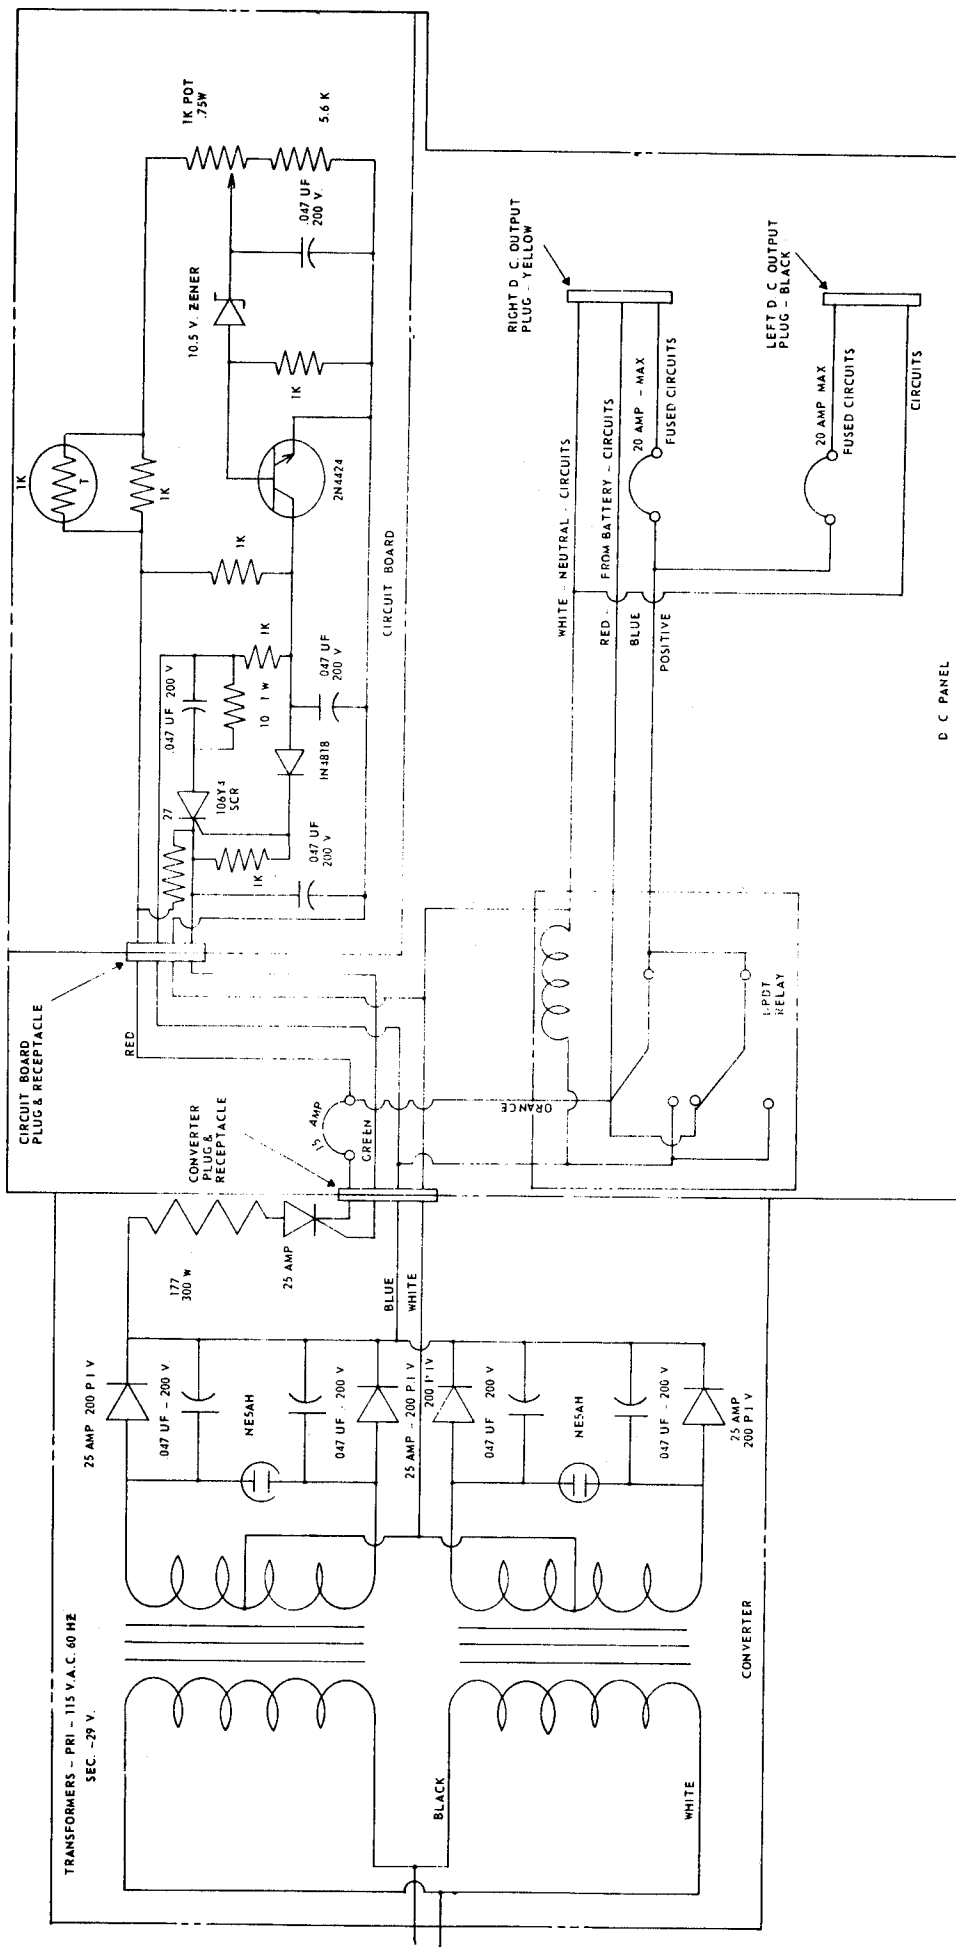 TRANSFORMERS - PRI - 115 V.A.C. 60 HZ
SEC. - 29 V.
25 AMP 200 P I V
.047 UF - 200 V.
NE5AH
.047 UF - 200 V
25 AMP - 200 P.I V
200 P I V
.047 UF 200 V
NE5AH
.047 UF - 200 V
25 AMP
200 P I V
BLACK
WHITE
CONVERTER
.177
300 W
25 AMP
BLUE
WHITE
CONVERTER
PLUG &
RECEPTACLE
15 AMP
GREEN
ORANGE
RED
CIRCUIT BOARD
PLUG & RECEPTACLE
27
.047 UF 200 V
106Y4
SCR
10 1 W
1K
1K
.047 UF
200 V
1N4818
.047 UF
200 V
1K
1K
T
1K
2N4424
1K
10.5 V. ZENER
.047 UF
200 V.
1K POT
.75W
5.6 K
CIRCUIT BOARD
RELAY
WHITE - NEUTRAL - CIRCUITS
RED - FROM BATTERY - CIRCUITS
BLUE
POSITIVE
20 AMP - MAX
FUSED CIRCUITS
RIGHT D C. OUTPUT
PLUG - YELLOW
20 AMP MAX
FUSED CIRCUITS
CIRCUITS
LEFT D C OUTPUT
PLUG - BLACK
D C PANEL